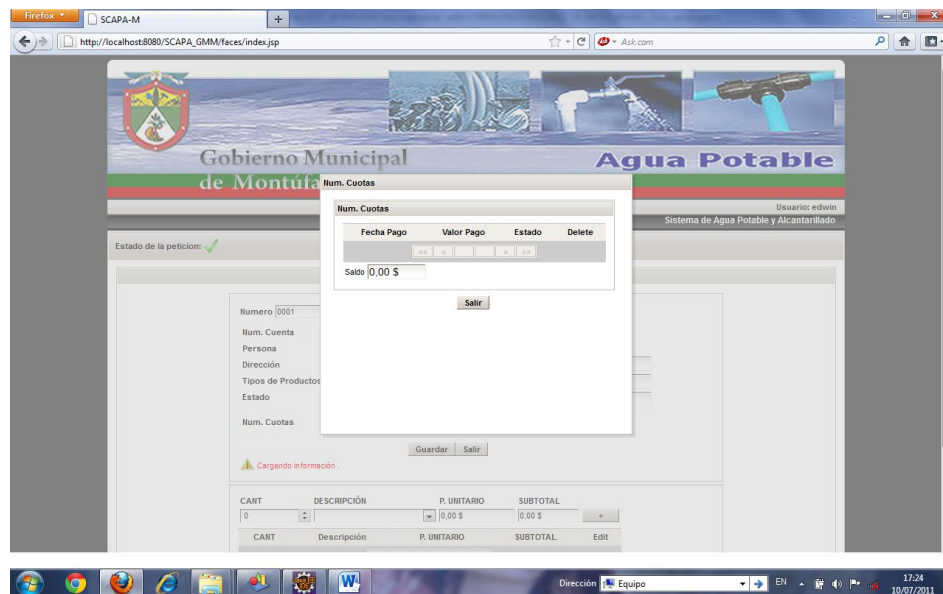 Firefox
SCAPA-M
+
http://localhost:8080/SCAPA_GMM/faces/index.jsp
Ask.com
Gobierno Municipal
Agua Potable
de Montúfa
Usuario: edwin
Sistema de Agua Potable y Alcantarillado
Estado de la peticion:
Num. Cuotas
Num. Cuotas
Fecha Pago Valor Pago Estado Delete
«« « » »»
Saldo 0,00 $
Salir
Numero 0001
Num. Cuenta
Persona
Dirección
Tipos de Productos
Estado
Num. Cuotas
Guardar Salir
Cargando información .
CANT DESCRIPCIÓN P. UNITARIO SUBTOTAL
0 0,00 $ 0,00 $ +
CANT Descripción P. UNITARIO SUBTOTAL Edit
Dirección Equipo EN 17:24
10/07/2011